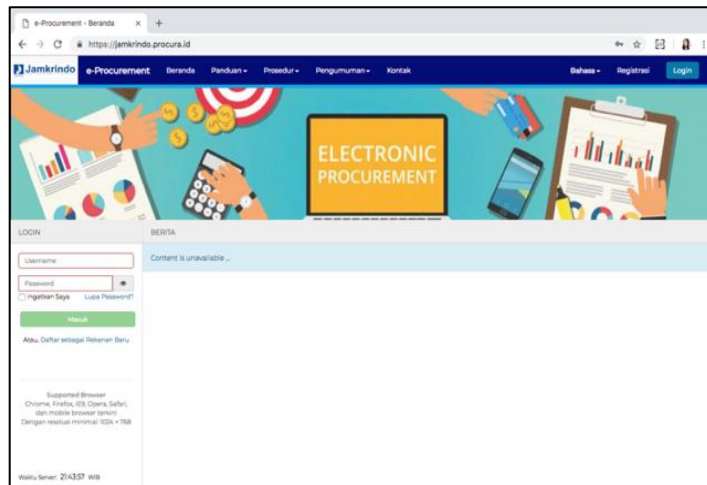 e-Procurement - Beranda
https://jamkrindo.procura.id
Jamkrindo e-Procurement Beranda Panduan Prosedur Pengumuman Kontak Bahasa Registrasi Login
ELECTRONIC
PROCUREMENT
LOGIN BERITA
Content is unavailable ...
Username
Password
Ingatkan Saya Lupa Password?
Masuk
Atau, Daftar sebagai Rekanan Baru
Supported Browser
Chrome, Firefox, IE9, Opera, Safari,
dan mobile browser terkini
Dengan resolusi minimal 1024 * 768
Waktu Server: 21:43:57 WIB